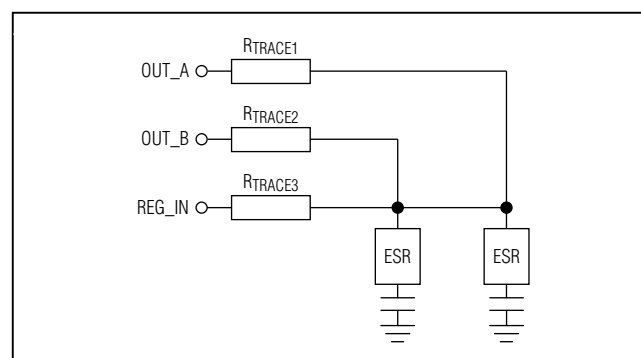 RTRACE1
OUT_A
RTRACE2
OUT_B
RTRACE3
REG_IN
ESR ESR